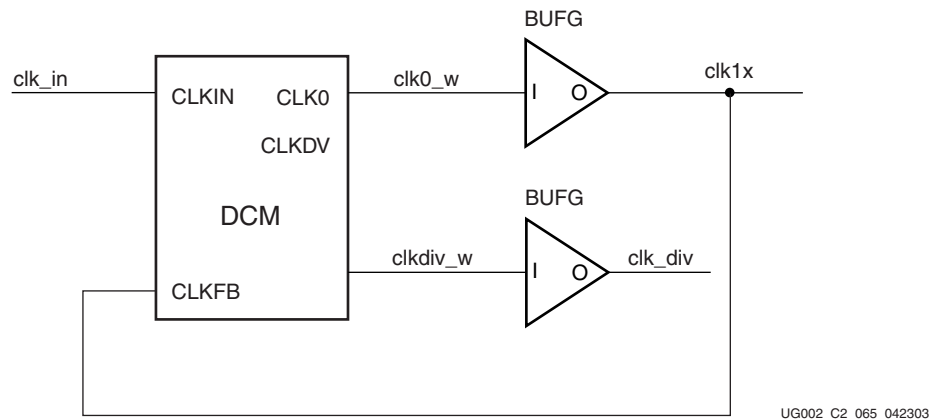 BUFG
clk_in
clk0_w
clk1x
CLKIN
CLK0
I
O
CLKDV
BUFG
DCM
clkdiv_w
clk_div
I
O
CLKFB
UG002_C2_065_042303